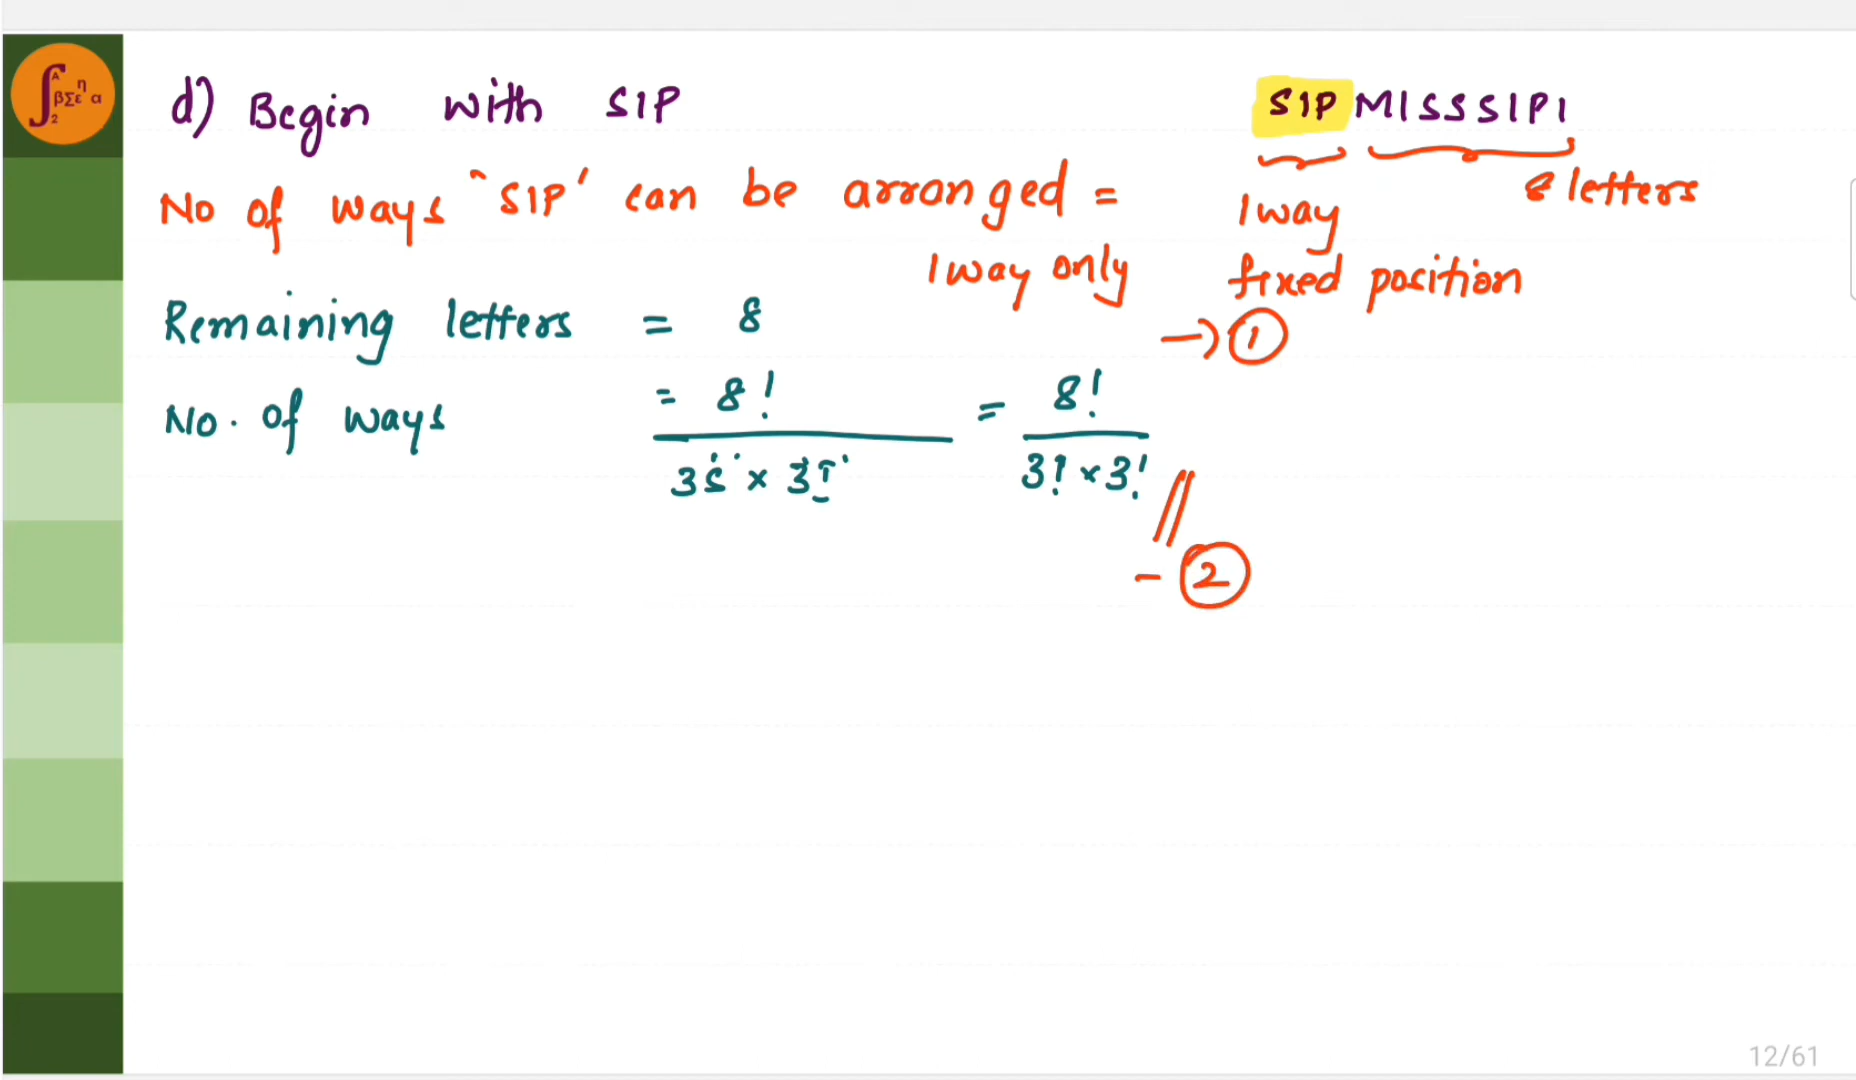 d) Begin with SIP
SIP MISSSIPI
No of ways 'SIP' can be arranged =
1 way only
1 way
fixed position
8 letters
→ ①
Remaining letters = 8
No. of ways = 8! / 3S' × 3I' = 8! / 3! × 3! //
- ②
12/61